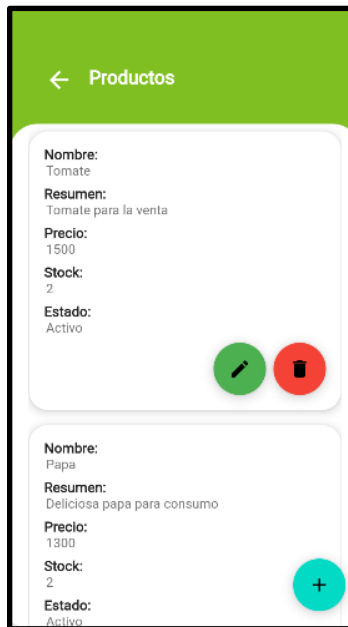 Productos
Nombre:
Tomate
Resumen:
Tomate para la venta
Precio:
1500
Stock:
2
Estado:
Activo
Nombre:
Papa
Resumen:
Deliciosa papa para consumo
Precio:
1300
Stock:
2
Estado:
Activo